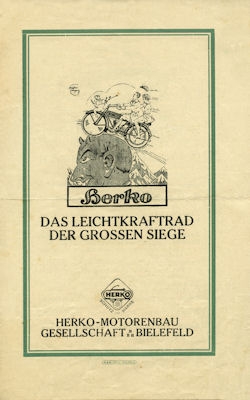 Herko
DAS LEICHTKRAFTRAD
DER GROSSEN SIEGE
HERKO
HERKO-MOTORENBAU
GESELLSCHAFT BIELEFELD